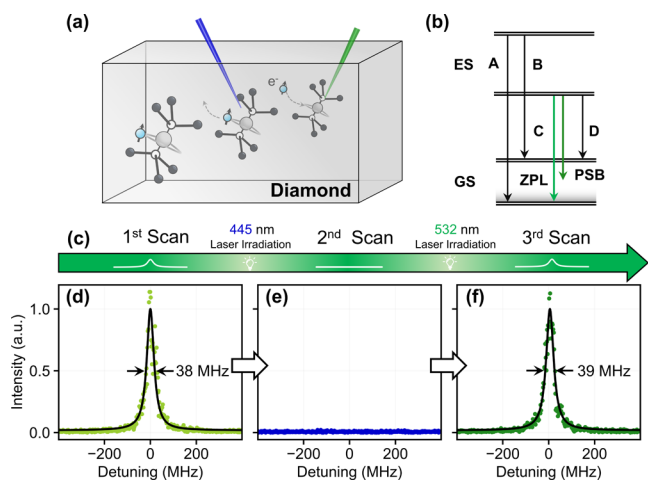 (a)
e⁻
Diamond
(b)
ES
A
B
C
D
GS
ZPL
PSB
(c)
1st Scan
445 nm
Laser Irradiation
2nd Scan
532 nm
Laser Irradiation
3rd Scan
(d)
(e)
(f)
Intensity (a.u.)
1.0
0.5
0.0
38 MHz
39 MHz
−200 0 200
−200 0 200
−200 0 200
Detuning (MHz)
Detuning (MHz)
Detuning (MHz)